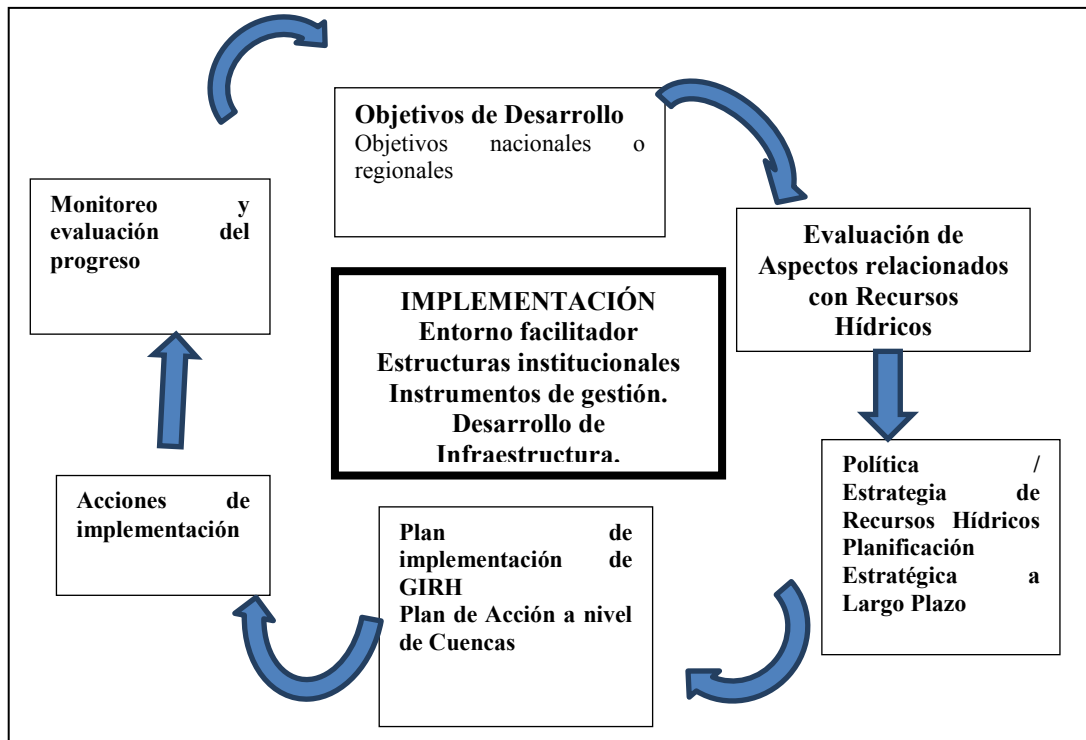 Objetivos de Desarrollo
Objetivos nacionales o
regionales
Monitoreo y
evaluación del
progreso
Evaluación de
Aspectos relacionados
con Recursos
Hídricos
IMPLEMENTACIÓN
Entorno facilitador
Estructuras institucionales
Instrumentos de gestión.
Desarrollo de
Infraestructura.
Política /
Estrategia de
Recursos Hídricos
Planificación
Estratégica a
Largo Plazo
Acciones de
implementación
Plan de
implementación de
GIRH
Plan de Acción a nivel
de Cuencas